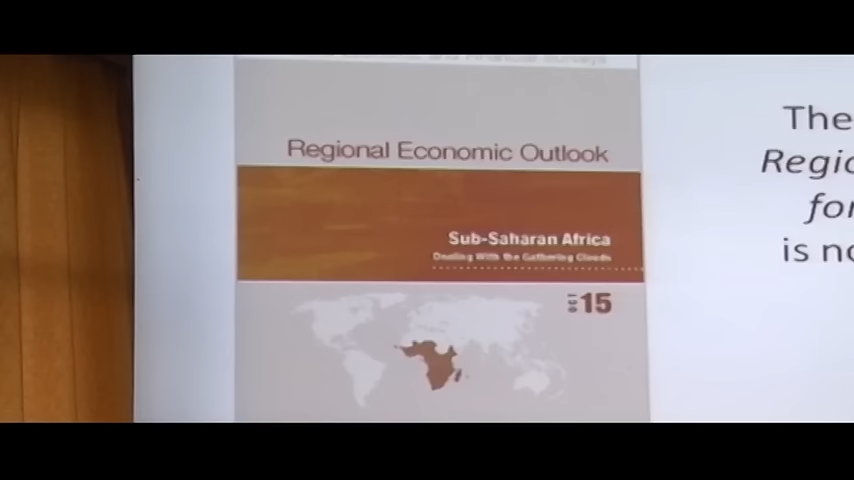 Regional Economic Outlook
Sub-Saharan Africa
Dealing With the Gathering Clouds
OCT 15
The
Regio
for
is no